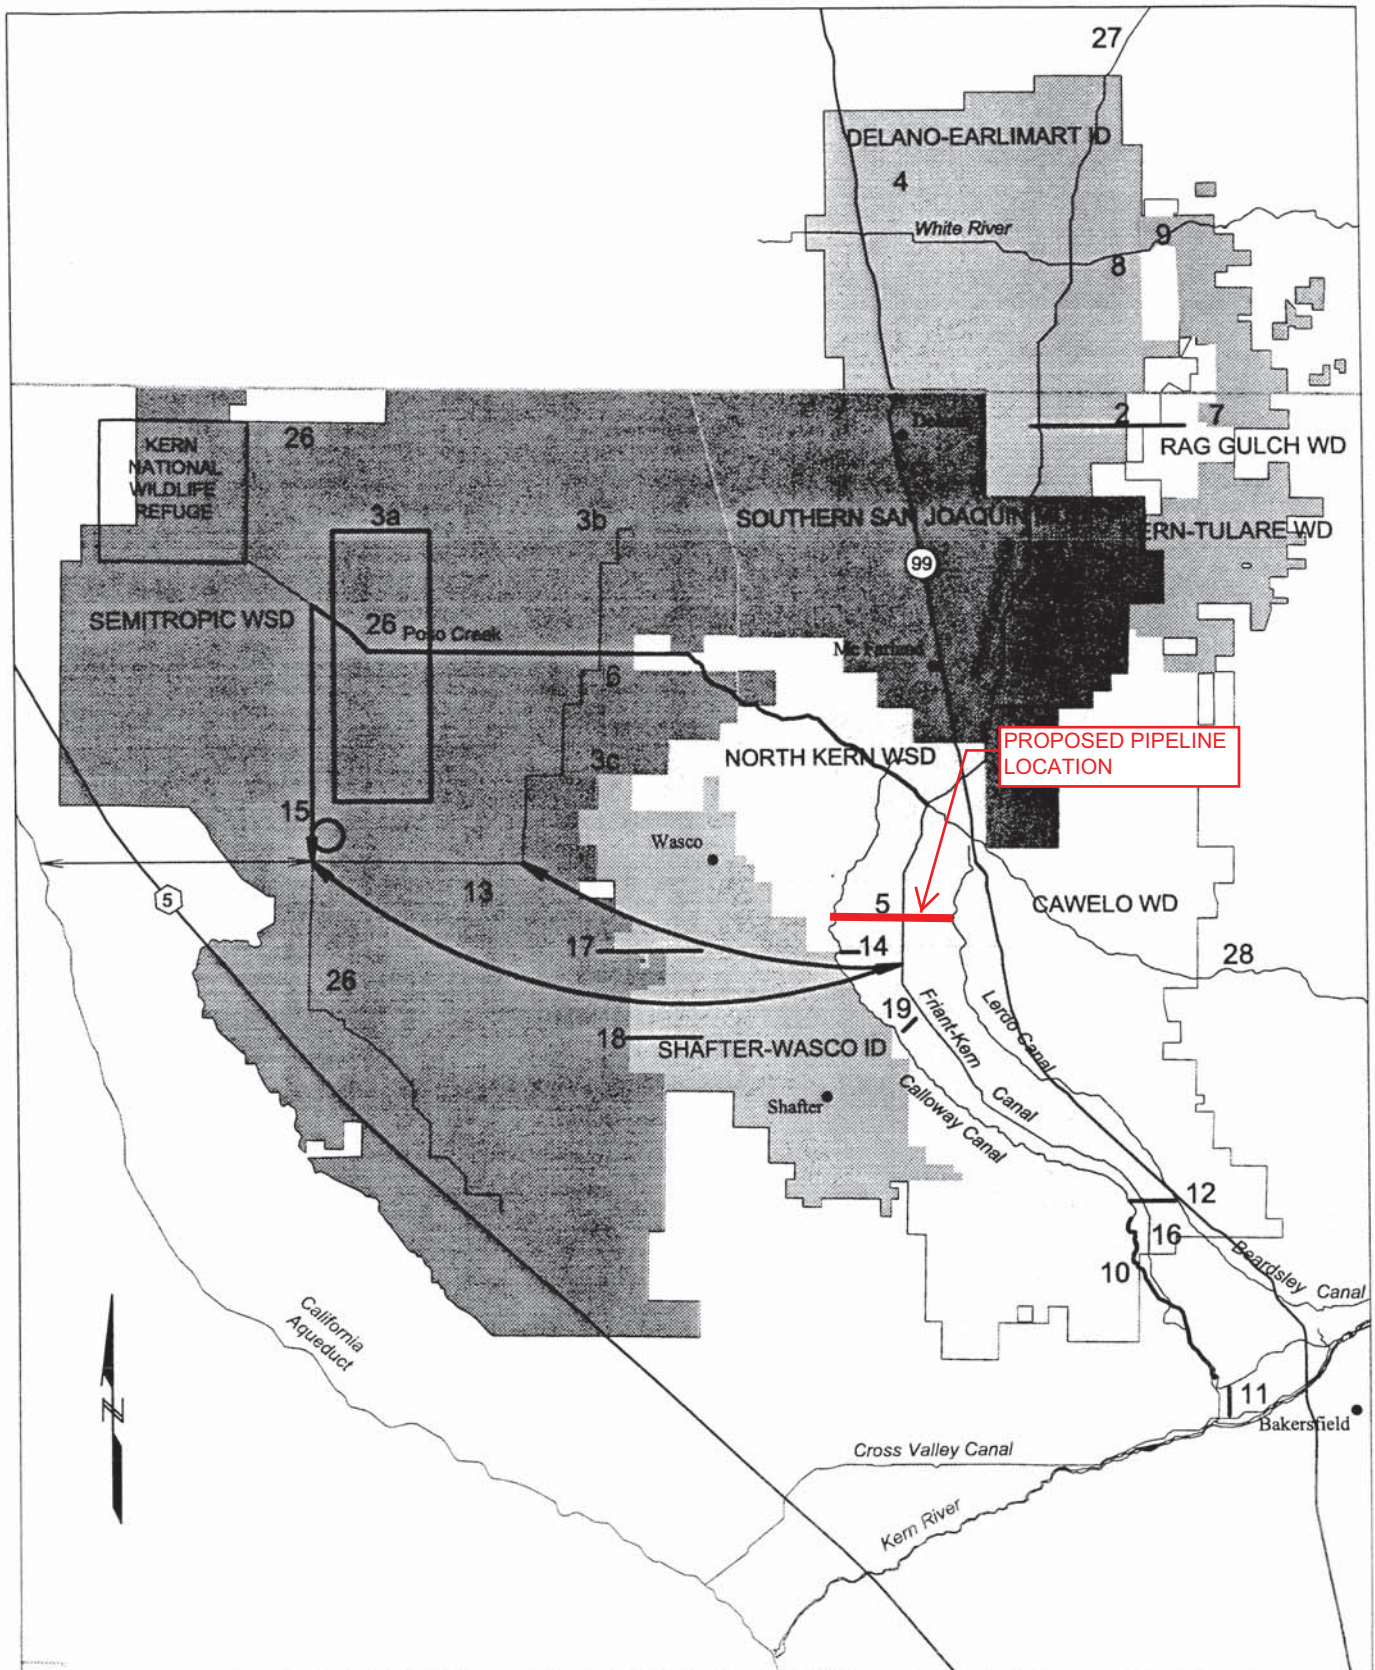 27
DELANO-EARLIMART ID
4
White River
9
8
2
7
RAG GULCH WD
26
KERN
NATIONAL
WILDLIFE
REFUGE
Delano
3a
3b
SOUTHERN SAN JOAQUIN
KERN-TULARE WD
99
SEMITROPIC WSD
26
Poso Creek
Mc Farland
6
PROPOSED PIPELINE
LOCATION
NORTH KERN WSD
3c
15
Wasco
13
5
5
CAWELO WD
17
14
28
26
19
Friant-Kern
Canal
Lerdo Canal
18
SHAFTER-WASCO ID
Calloway Canal
Shafter
12
16
10
Beardsley Canal
California
Aqueduct
N
11
Bakersfield
Cross Valley Canal
Kern River